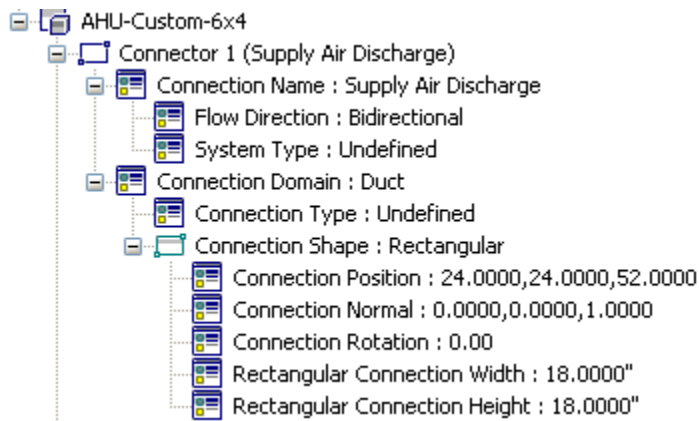 AHU-Custom-6x4
Connector 1 (Supply Air Discharge)
Connection Name : Supply Air Discharge
Flow Direction : Bidirectional
System Type : Undefined
Connection Domain : Duct
Connection Type : Undefined
Connection Shape : Rectangular
Connection Position : 24.0000,24.0000,52.0000
Connection Normal : 0.0000,0.0000,1.0000
Connection Rotation : 0.00
Rectangular Connection Width : 18.0000"
Rectangular Connection Height : 18.0000"